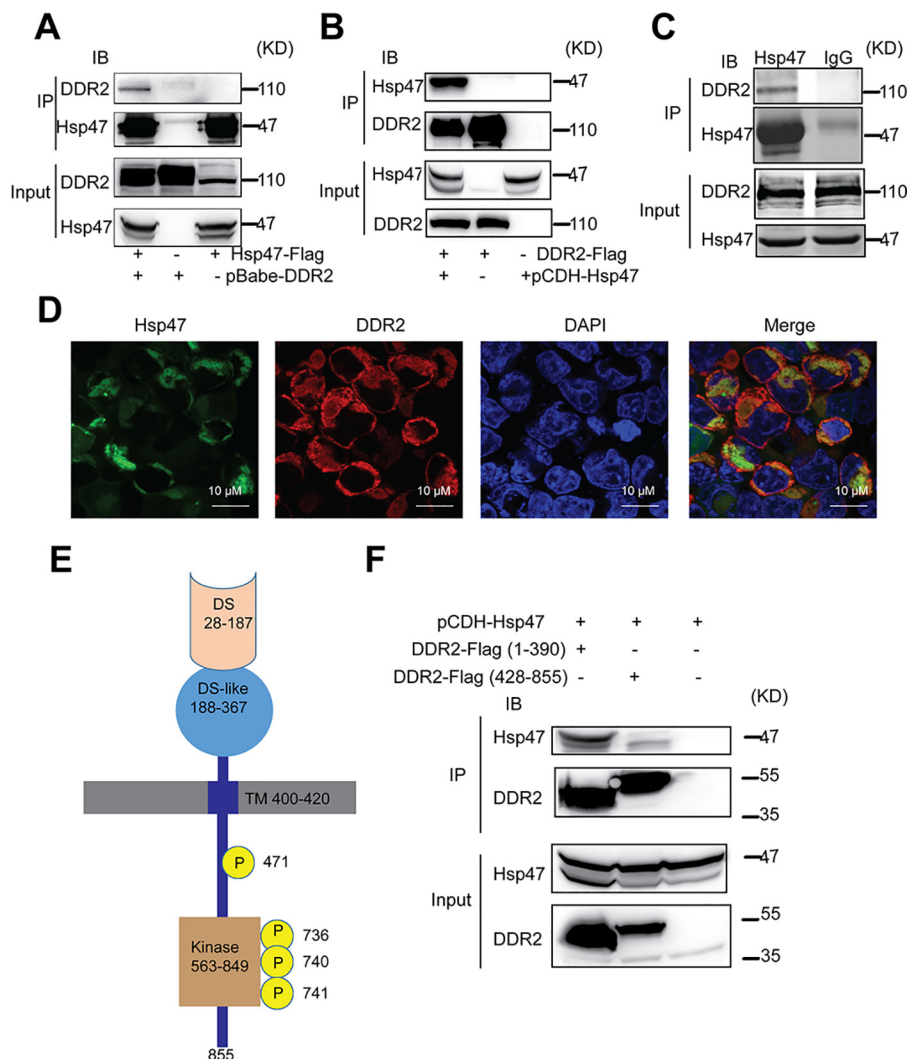 A
IB
(KD)
IP
DDR2
110
Hsp47
47
Input
DDR2
110
Hsp47
47
+ - + Hsp47-Flag
+ + - pBabe-DDR2
B
IB
(KD)
IP
Hsp47
47
DDR2
110
Input
Hsp47
47
DDR2
110
+ + - DDR2-Flag
+ - + pCDH-Hsp47
C
IB Hsp47 IgG (KD)
IP
DDR2
110
Hsp47
47
Input
DDR2
110
Hsp47
47
D
Hsp47 DDR2 DAPI Merge
10 µM 10 µM 10 µM 10 µM
E
DS
28-187
DS-like
188-367
TM 400-420
P 471
Kinase
563-849
P 736
P 740
P 741
855
F
pCDH-Hsp47 + + +
DDR2-Flag (1-390) + - -
DDR2-Flag (428-855) - + -
IB
(KD)
IP
Hsp47
47
DDR2
55
35
Input
Hsp47
47
DDR2
55
35